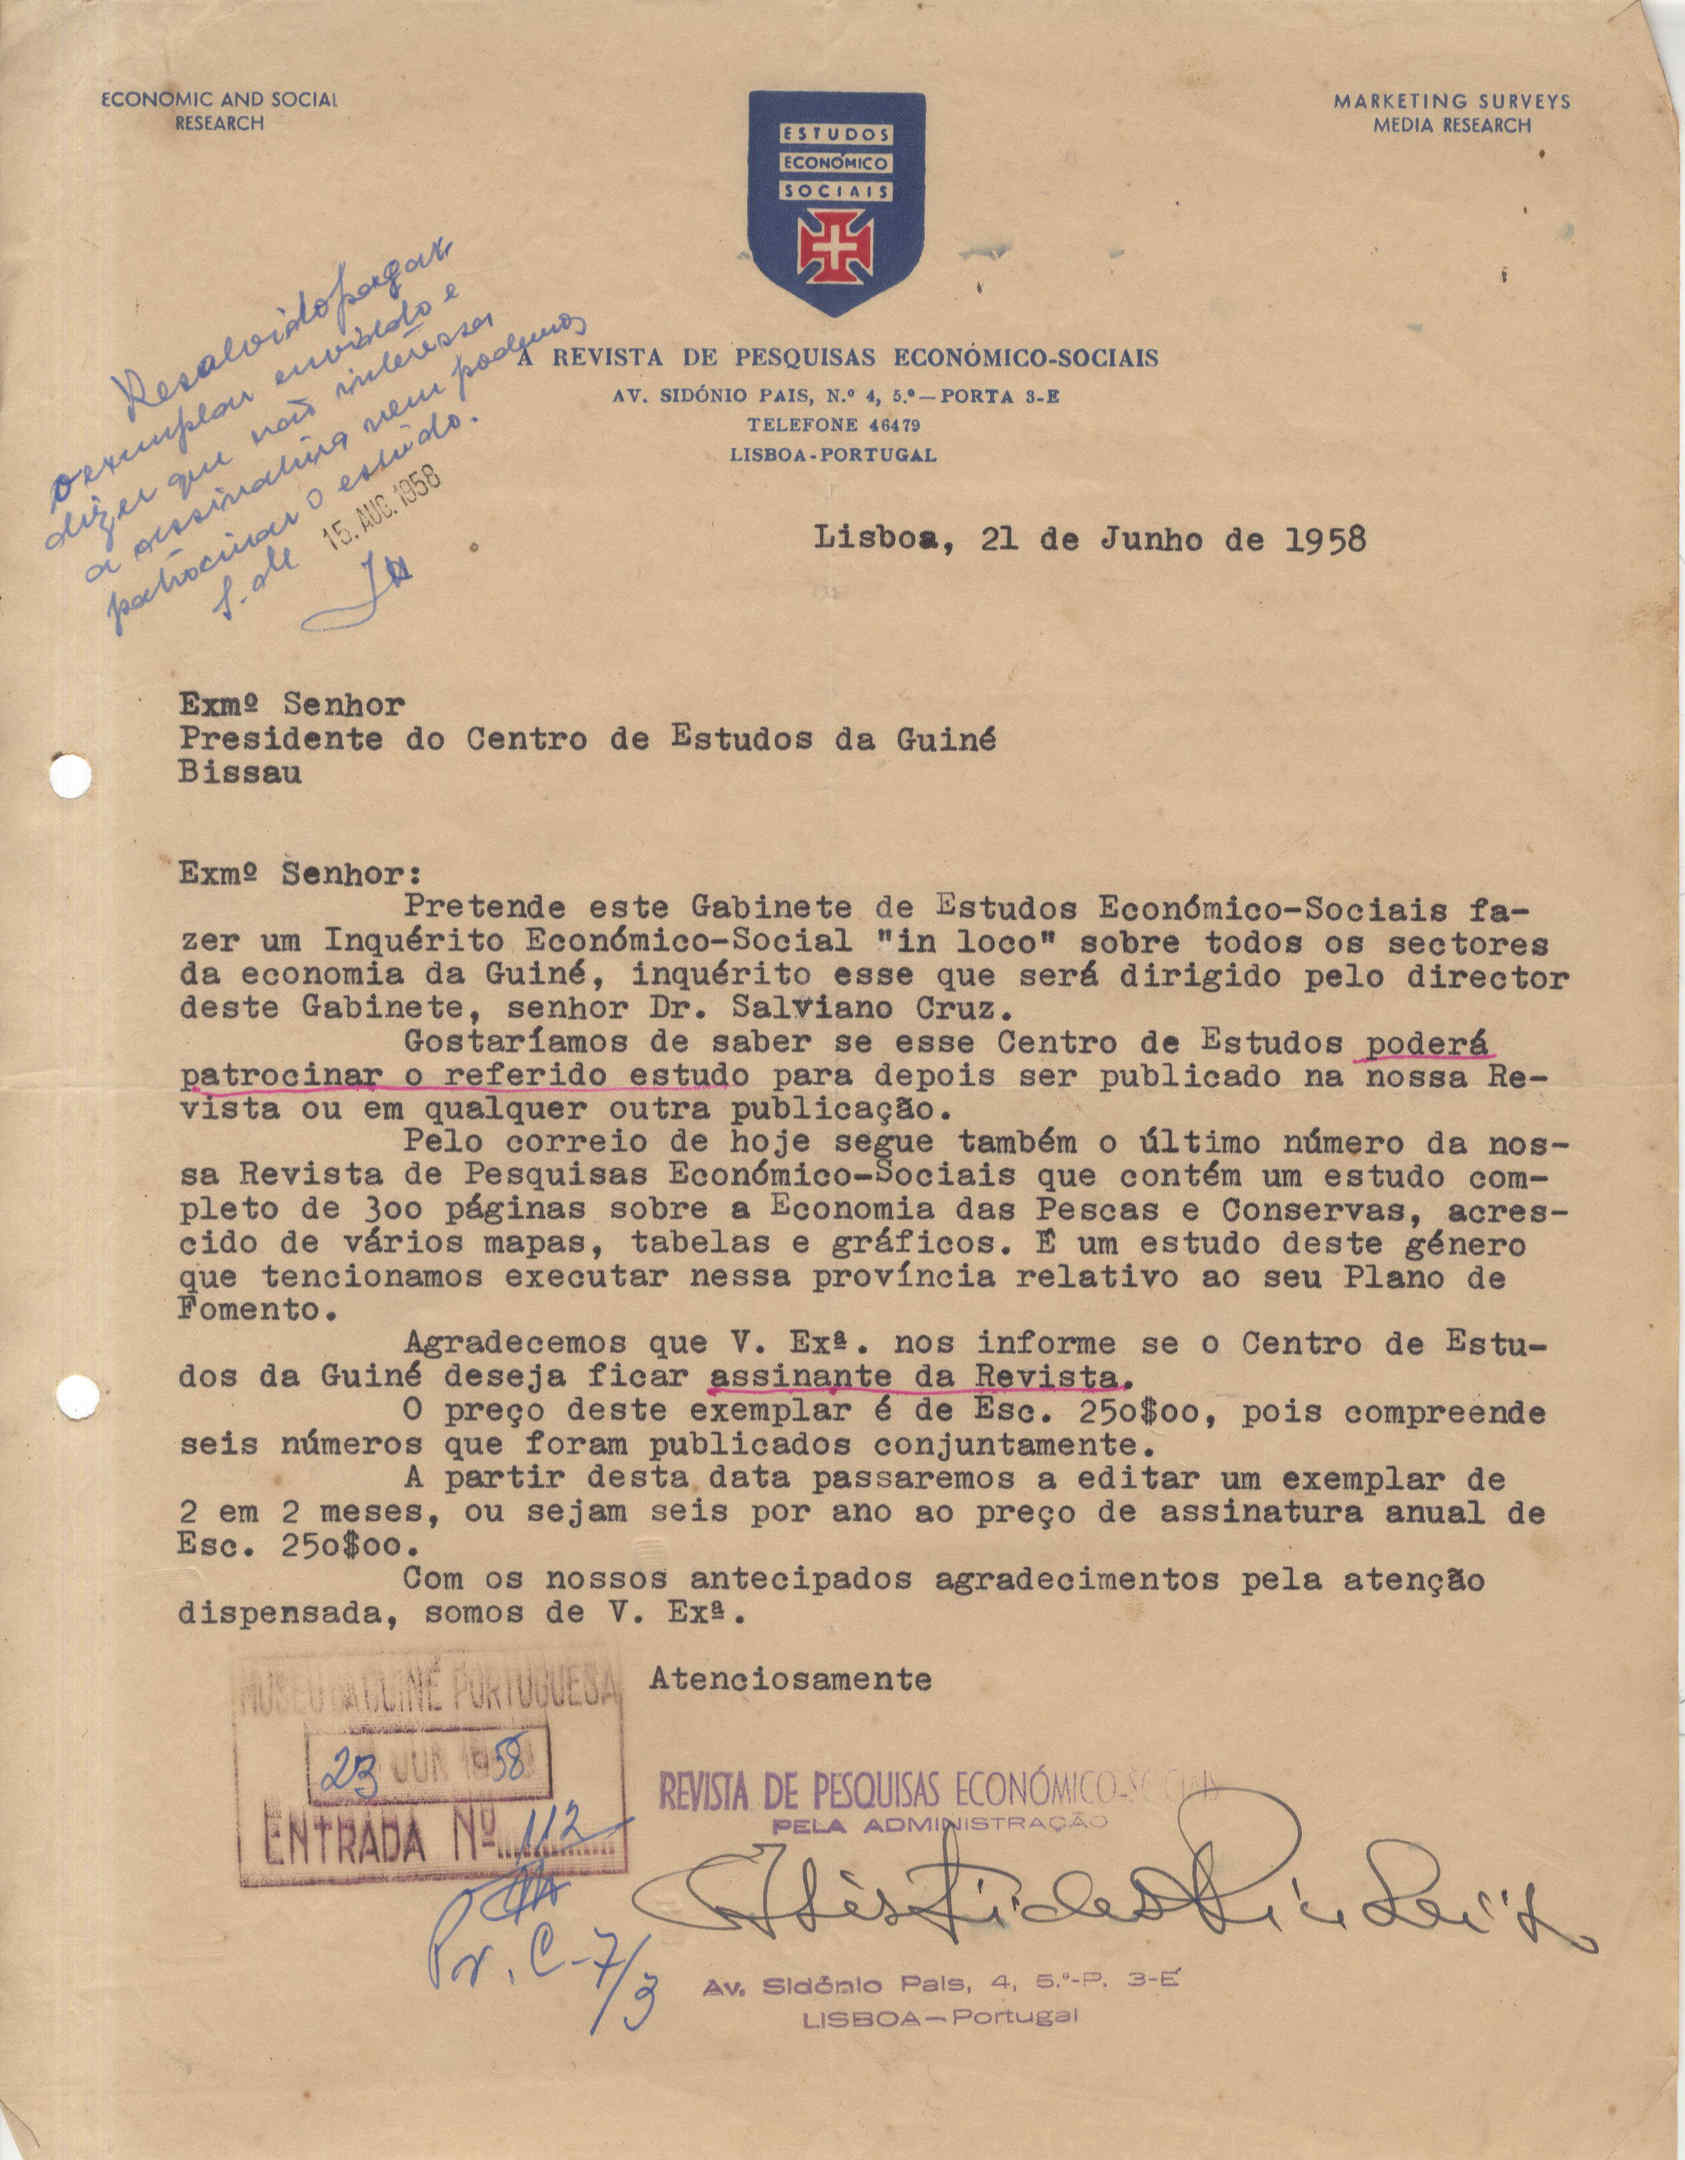 ECONOMIC AND SOCIAL
RESEARCH
MARKETING SURVEYS
MEDIA RESEARCH
ESTUDOS
ECONÓMICO
SOCIAIS
A REVISTA DE PESQUISAS ECONÓMICO-SOCIAIS
AV. SIDÓNIO PAIS, N.º 4, 5.º—PORTA 3-E
TELEFONE 46479
LISBOA-PORTUGAL
Resolvido pagar
o exemplar enviado e
dizer que não interessa
a assinatura nem podemos
patrocinar o estudo.
15. AUG. 1958
Lisboa, 21 de Junho de 1958
Exmº Senhor
Presidente do Centro de Estudos da Guiné
Bissau
Exmº Senhor:
Pretende este Gabinete de Estudos Económico-Sociais fa-
zer um Inquérito Económico-Social "in loco" sobre todos os sectores
da economia da Guiné, inquérito esse que será dirigido pelo director
deste Gabinete, senhor Dr. Salviano Cruz.
Gostaríamos de saber se esse Centro de Estudos poderá
patrocinar o referido estudo para depois ser publicado na nossa Re-
vista ou em qualquer outra publicação.
Pelo correio de hoje segue também o último número da nos-
sa Revista de Pesquisas Económico-Sociais que contém um estudo com-
pleto de 300 páginas sobre a Economia das Pescas e Conservas, acres-
cido de vários mapas, tabelas e gráficos. É um estudo deste género
que tencionamos executar nessa província relativo ao seu Plano de
Fomento.
Agradecemos que V. Exª. nos informe se o Centro de Estu-
dos da Guiné deseja ficar assinante da Revista.
O preço deste exemplar é de Esc. 250$00, pois compreende
seis números que foram publicados conjuntamente.
A partir desta data passaremos a editar um exemplar de
2 em 2 meses, ou sejam seis por ano ao preço de assinatura anual de
Esc. 250$00.
Com os nossos antecipados agradecimentos pela atenção
dispensada, somos de V. Exª.
Atenciosamente
MUSEU DA GUINÉ PORTUGUESA
23 JUN 1958
ENTRADA Nº 112
Pr. C-7/3
REVISTA DE PESQUISAS ECONÓMICO-SOCIAIS
PELA ADMINISTRAÇÃO
Av. Sidónio Pais, 4, 5.º-P. 3-E
LISBOA—Portugal